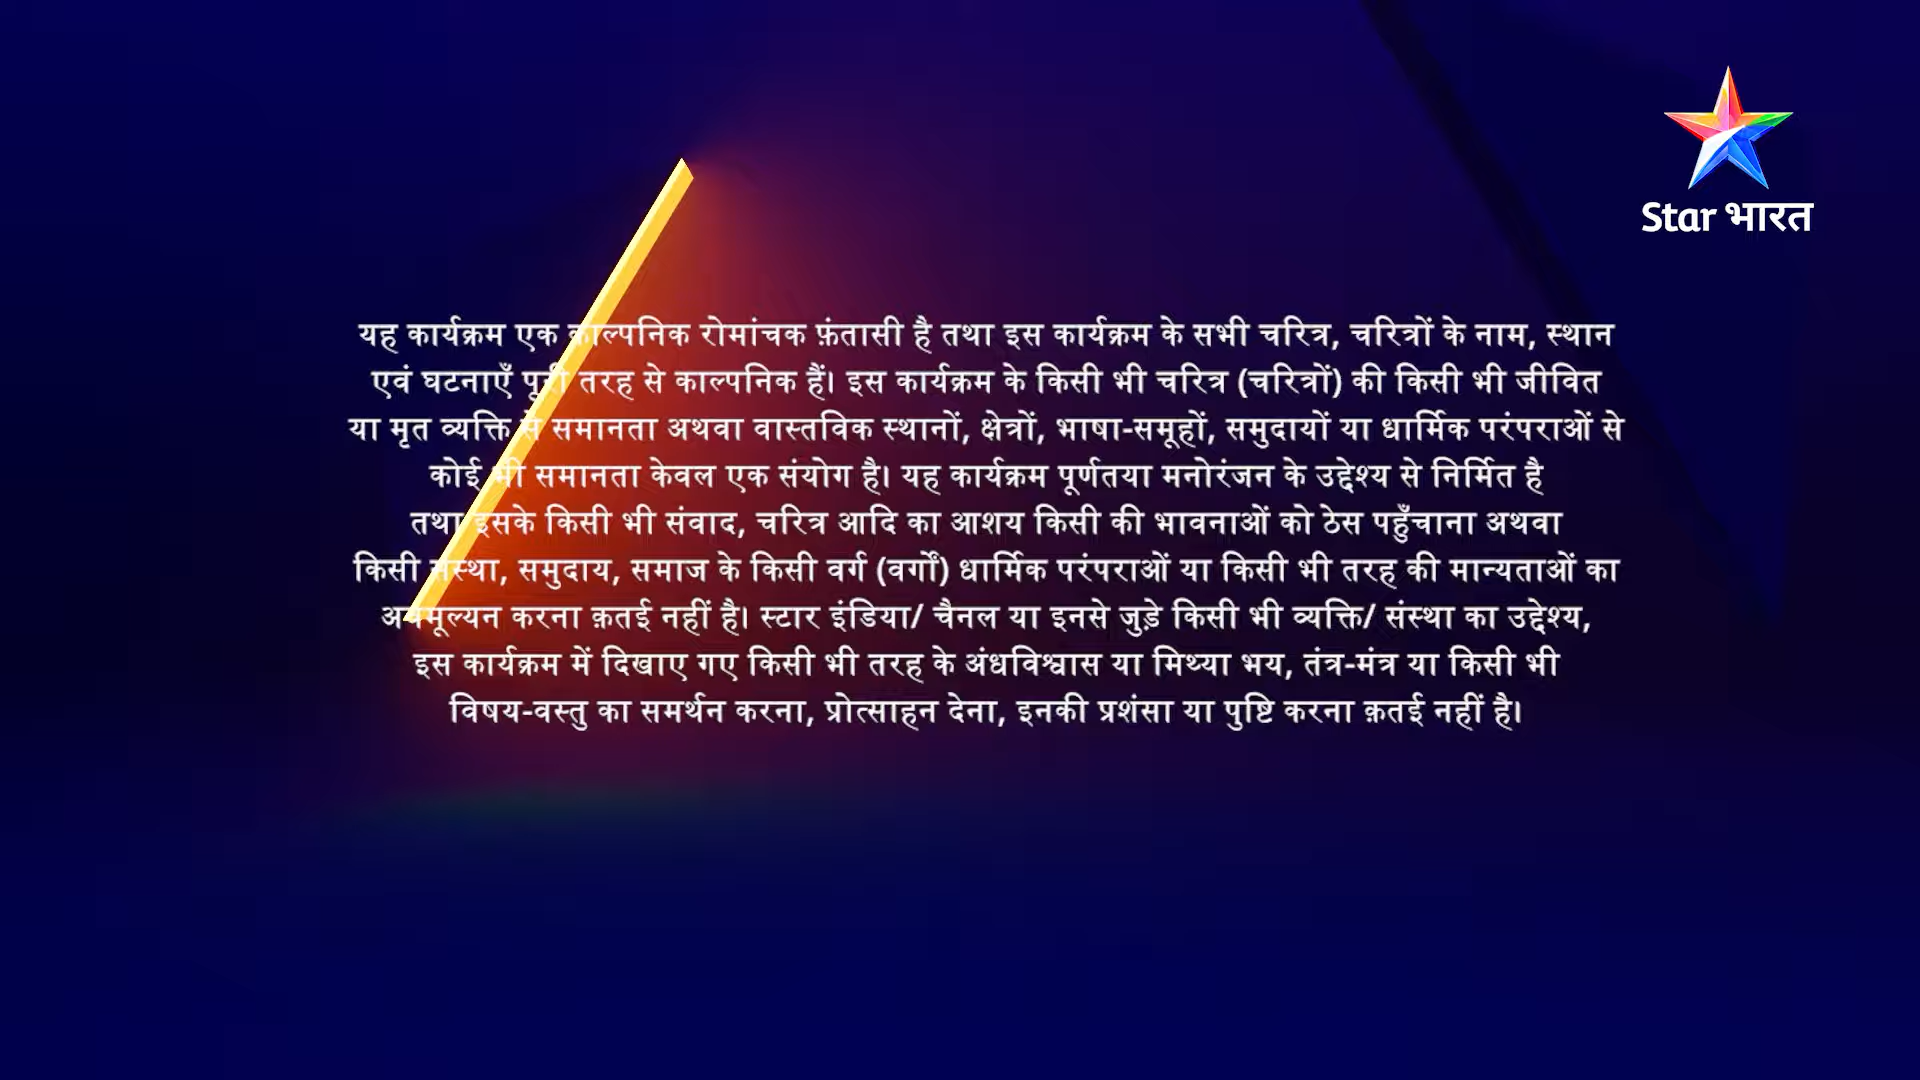 Star भारत
यह कार्यक्रम एक काल्पनिक रोमांचक फ़ंतासी है तथा इस कार्यक्रम के सभी चरित्र, चरित्रों के नाम, स्थान
एवं घटनाएँ पूरी तरह से काल्पनिक हैं। इस कार्यक्रम के किसी भी चरित्र (चरित्रों) की किसी भी जीवित
या मृत व्यक्ति से समानता अथवा वास्तविक स्थानों, क्षेत्रों, भाषा-समूहों, समुदायों या धार्मिक परंपराओं से
कोई भी समानता केवल एक संयोग है। यह कार्यक्रम पूर्णतया मनोरंजन के उद्देश्य से निर्मित है
तथा इसके किसी भी संवाद, चरित्र आदि का आशय किसी की भावनाओं को ठेस पहुँचाना अथवा
किसी संस्था, समुदाय, समाज के किसी वर्ग (वर्गों) धार्मिक परंपराओं या किसी भी तरह की मान्यताओं का
अवमूल्यन करना क़तई नहीं है। स्टार इंडिया/ चैनल या इनसे जुड़े किसी भी व्यक्ति/ संस्था का उद्देश्य,
इस कार्यक्रम में दिखाए गए किसी भी तरह के अंधविश्वास या मिथ्या भय, तंत्र-मंत्र या किसी भी
विषय-वस्तु का समर्थन करना, प्रोत्साहन देना, इनकी प्रशंसा या पुष्टि करना क़तई नहीं है।